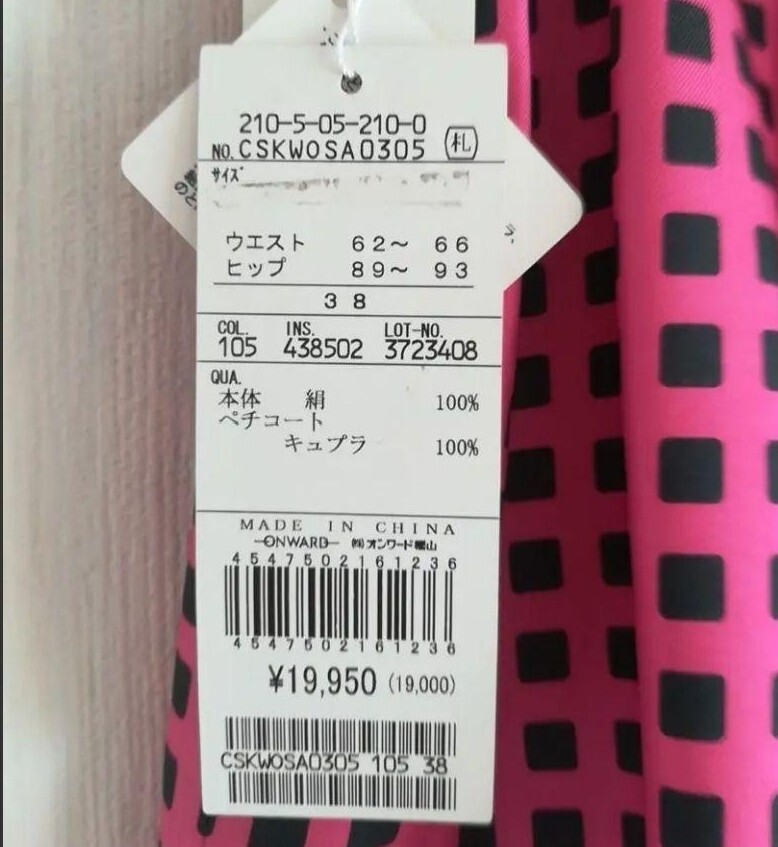 210-5-05-210-0
NO. CSKWOSA0305 札
サイズ
ウエスト 62～ 66
ヒップ 89～ 93
38
COL. INS. LOT-NO.
105 438502 3723408
QUA.
本体 絹 100%
ペチコート
キュプラ 100%
MADE IN CHINA
ONWARD ㈱オンワード樫山
4547502161236
4547502161236
¥19,950 (19,000)
CSKWOSA0305 105 38